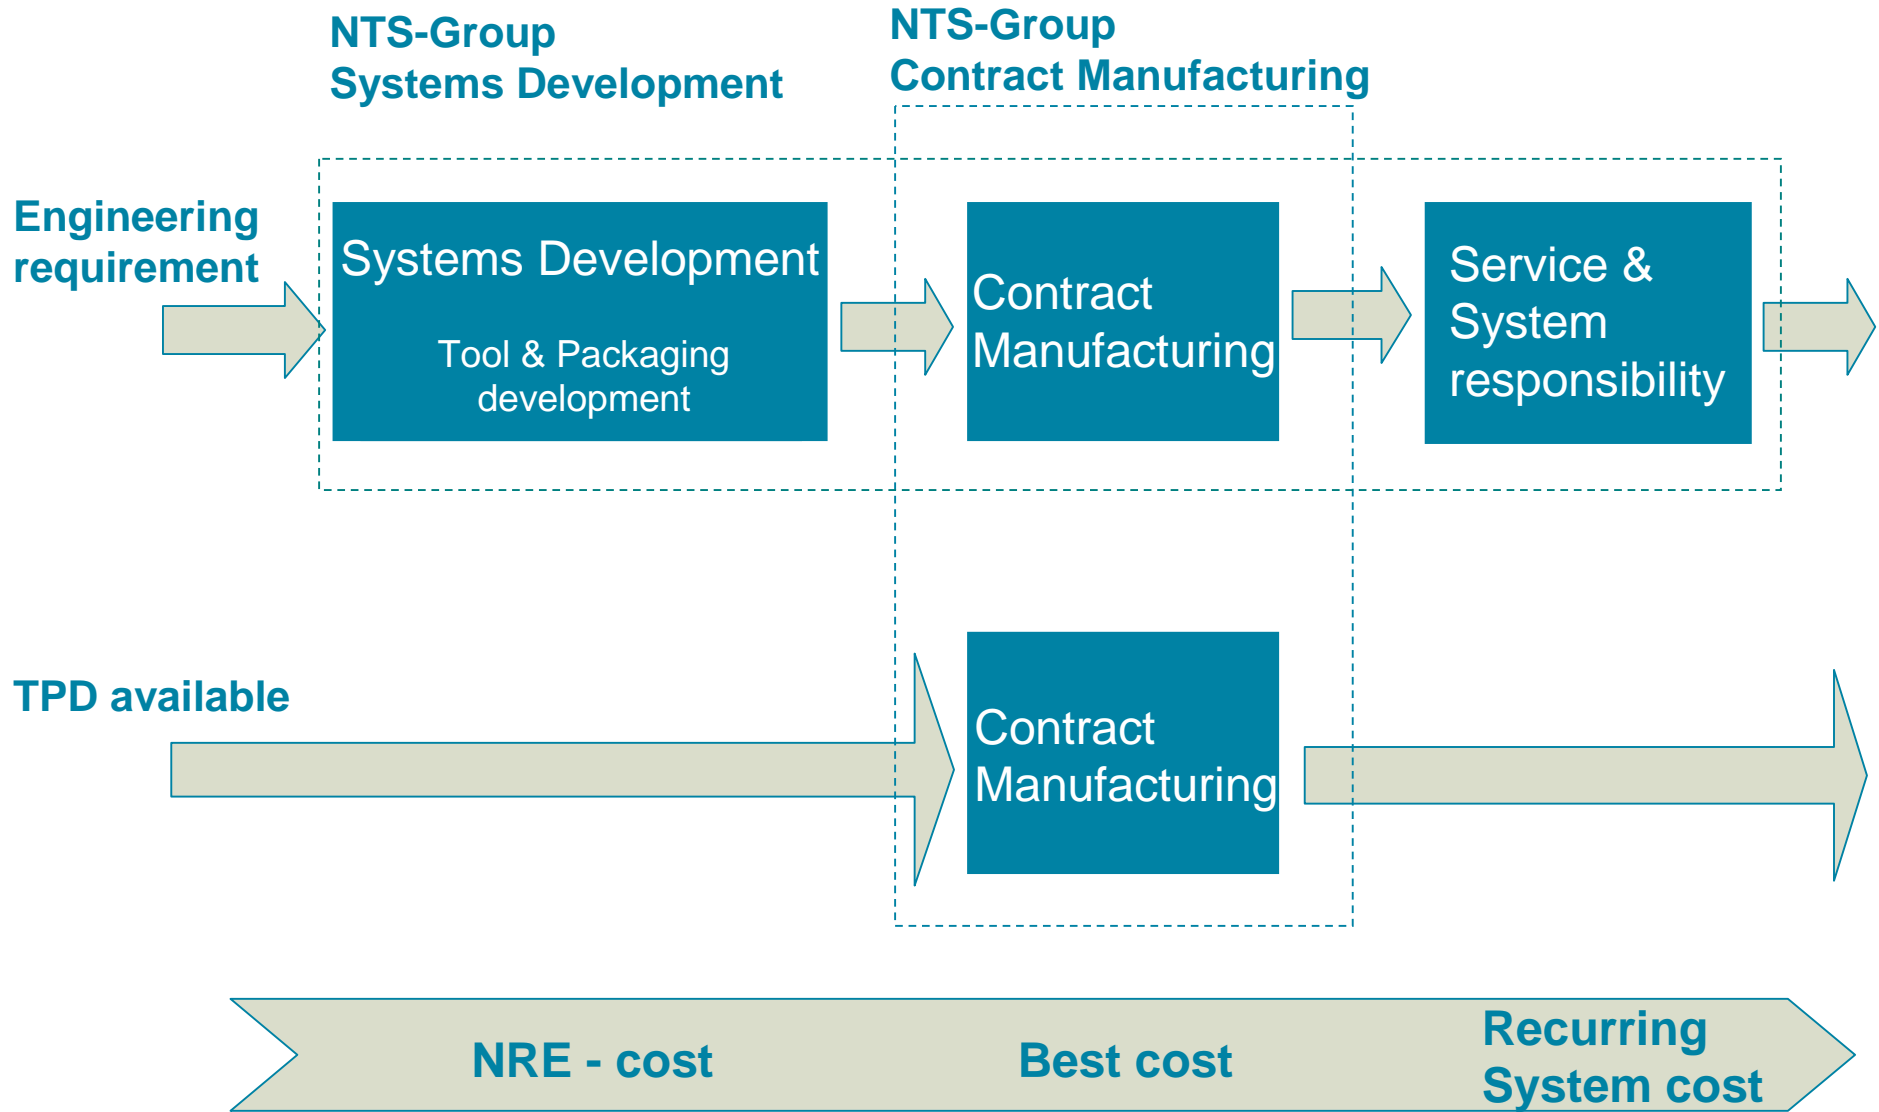 NTS-Group
Systems Development
NTS-Group
Contract Manufacturing
Engineering
requirement
Systems Development
Tool & Packaging
development
Contract
Manufacturing
Service &
System
responsibility
TPD available
Contract
Manufacturing
NRE - cost
Best cost
Recurring
System cost